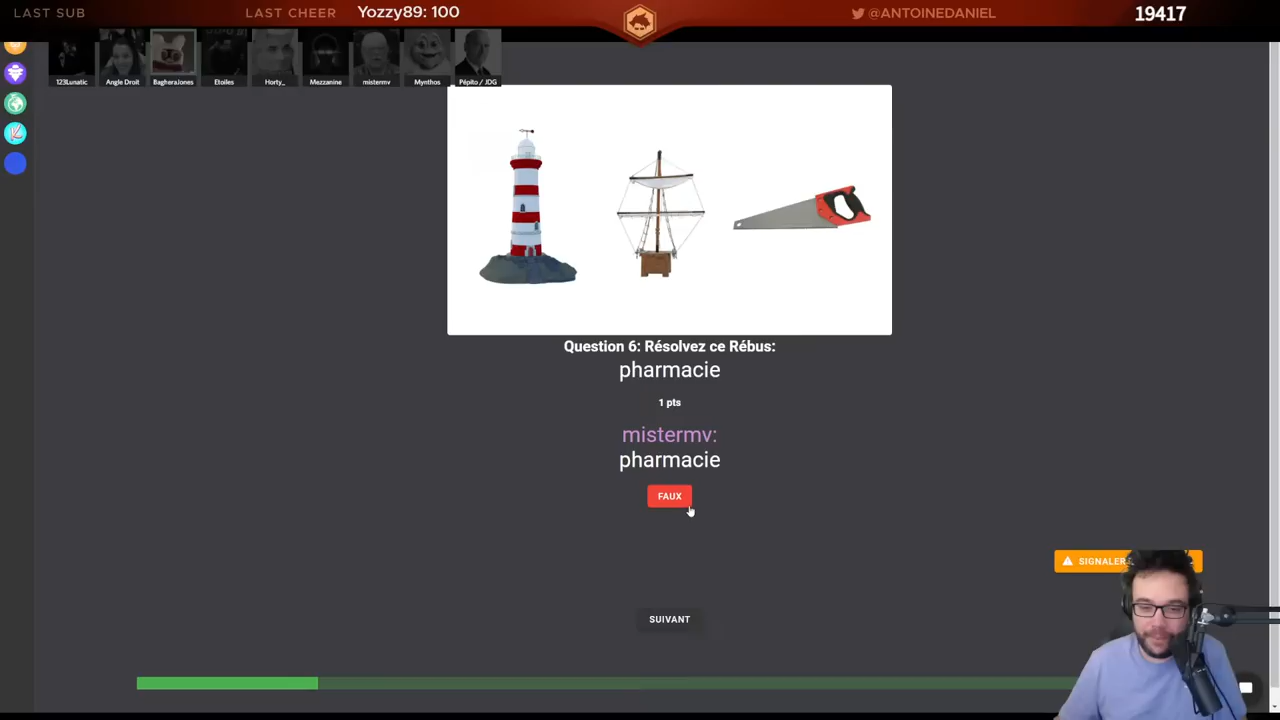 LAST SUB
LAST CHEER
Yozzy89: 100
@ANTOINEDANIEL
19417
123Lunatic
Angle Droit
BagheraJones
Etoiles
Horty_
Mezzanine
mistermv
Mynthos
Pépito / JDG
Question 6: Résolvez ce Rébus:
pharmacie
1 pts
mistermv:
pharmacie
FAUX
SIGNALER
SUIVANT